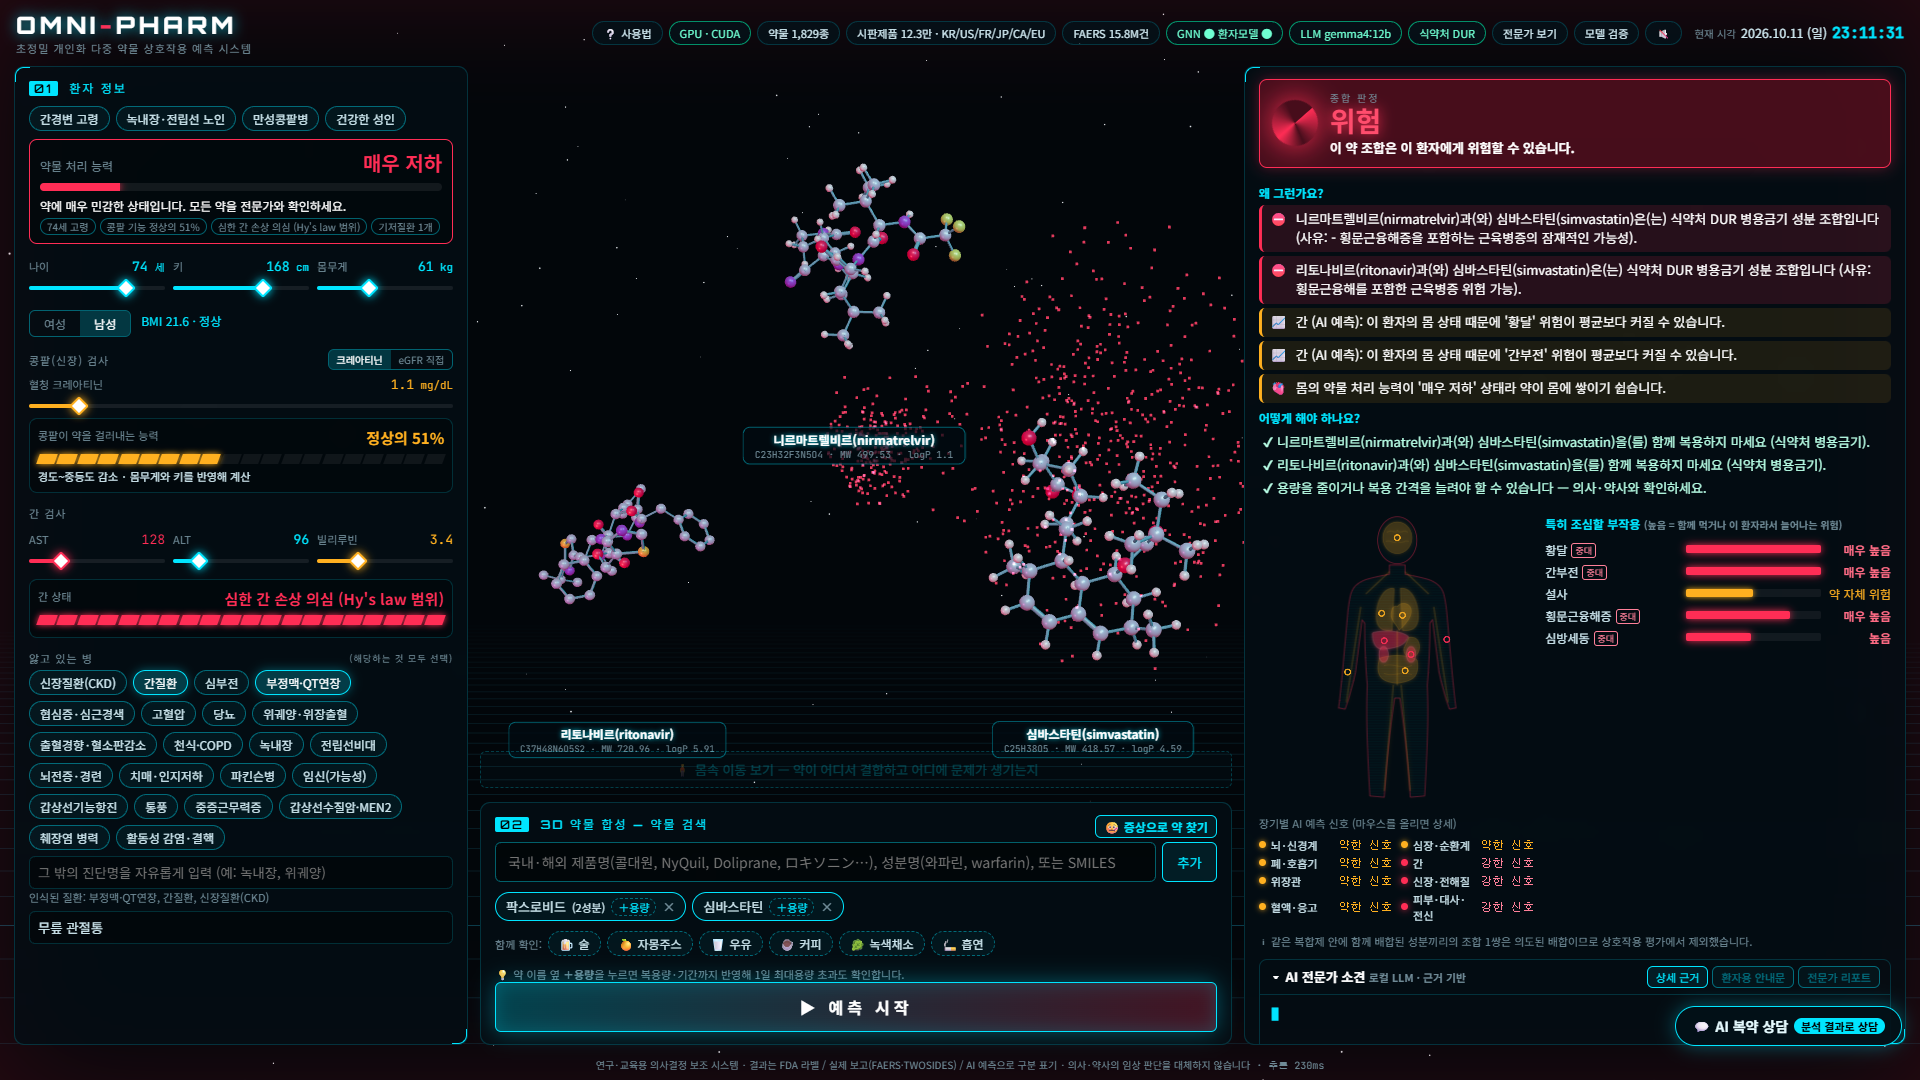 OMNI-PHARM
초정밀 개인화 다중 약물 상호작용 예측 시스템
? 사용법
GPU · CUDA
약물 1,829종
시판제품 12.3만 · KR/US/FR/JP/CA/EU
FAERS 15.8M건
GNN ● 환자모델 ●
LLM gemma4:12b
식약처 DUR
전문가 보기
모델 검증
현재 시각 2026.10.11 (일) 23:11:31
01 환자 정보
간경변 고령
녹내장·전립선 노인
만성콩팥병
건강한 성인
약물 처리 능력
매우 저하
약에 매우 민감한 상태입니다. 모든 약을 전문가와 확인하세요.
74세 고령
콩팥 기능 정상의 51%
심한 간 손상 의심 (Hy's law 범위)
기저질환 1개
나이 74 세
키 168 cm
몸무게 61 kg
여성
남성
BMI 21.6 · 정상
콩팥(신장) 검사
크레아티닌
eGFR 직접
혈청 크레아티닌 1.1 mg/dL
콩팥이 약을 걸러내는 능력
정상의 51%
경도~중등도 감소 · 몸무게와 키를 반영해 계산
간 검사
AST 128
ALT 96
빌리루빈 3.4
간 상태
심한 간 손상 의심 (Hy's law 범위)
앓고 있는 병
(해당하는 것 모두 선택)
신장질환(CKD)
간질환
심부전
부정맥·QT연장
협심증·심근경색
고혈압
당뇨
위궤양·위장출혈
출혈경향·혈소판감소
천식·COPD
녹내장
전립선비대
뇌전증·경련
치매·인지저하
파킨슨병
임신(가능성)
갑상선기능항진
통풍
중증근무력증
갑상선수질암·MEN2
췌장염 병력
활동성 감염·결핵
그 밖의 진단명을 자유롭게 입력 (예: 녹내장, 위궤양)
인식된 질환: 부정맥·QT연장, 간질환, 신장질환(CKD)
무릎 관절통
니르마트렐비르(nirmatrelvir)
C23H32F3N5O4 · MW 499.53 · logP 1.1
리토나비르(ritonavir)
C37H48N6O5S2 · MW 720.96 · logP 5.91
심바스타틴(simvastatin)
C25H38O5 · MW 418.57 · logP 4.59
몸속 이동 보기 — 약이 어디서 결합하고 어디에 문제가 생기는지
02 3D 약물 합성 — 약물 검색
증상으로 약 찾기
국내·해외 제품명(콜대원, NyQuil, Doliprane, ロキソニン…), 성분명(와파린, warfarin), 또는 SMILES
추가
팍스로비드 (2성분) +용량 ✕
심바스타틴 +용량 ✕
함께 확인:
술
자몽주스
우유
커피
녹색채소
흡연
약 이름 옆 +용량을 누르면 복용량·기간까지 반영해 1일 최대용량 초과도 확인합니다.
▶ 예측 시작
종합 판정
위험
이 약 조합은 이 환자에게 위험할 수 있습니다.
왜 그런가요?
니르마트렐비르(nirmatrelvir)과(와) 심바스타틴(simvastatin)은(는) 식약처 DUR 병용금기 성분 조합입니다
(사유: - 횡문근융해증을 포함하는 근육병증의 잠재적인 가능성).
리토나비르(ritonavir)과(와) 심바스타틴(simvastatin)은(는) 식약처 DUR 병용금기 성분 조합입니다 (사유:
횡문근융해를 포함한 근육병증 위험 가능).
간 (AI 예측): 이 환자의 몸 상태 때문에 '황달' 위험이 평균보다 커질 수 있습니다.
간 (AI 예측): 이 환자의 몸 상태 때문에 '간부전' 위험이 평균보다 커질 수 있습니다.
몸의 약물 처리 능력이 '매우 저하' 상태라 약이 몸에 쌓이기 쉽습니다.
어떻게 해야 하나요?
✓ 니르마트렐비르(nirmatrelvir)과(와) 심바스타틴(simvastatin)을(를) 함께 복용하지 마세요 (식약처 병용금기).
✓ 리토나비르(ritonavir)과(와) 심바스타틴(simvastatin)을(를) 함께 복용하지 마세요 (식약처 병용금기).
✓ 용량을 줄이거나 복용 간격을 늘려야 할 수 있습니다 — 의사·약사와 확인하세요.
특히 조심할 부작용 (높음 = 함께 먹거나 이 환자라서 늘어나는 위험)
황달 중대 매우 높음
간부전 중대 매우 높음
설사 약 자체 위험
횡문근융해증 중대 매우 높음
심방세동 중대 높음
장기별 AI 예측 신호 (마우스를 올리면 상세)
뇌·신경계 약한 신호
심장·순환계 약한 신호
폐·호흡기 약한 신호
간 강한 신호
위장관 약한 신호
신장·전해질 강한 신호
혈액·응고 약한 신호
피부·대사·전신 강한 신호
같은 복합제 안에 함께 배합된 성분끼리의 조합 1쌍은 의도된 배합이므로 상호작용 평가에서 제외했습니다.
AI 전문가 소견 로컬 LLM · 근거 기반
상세 근거
환자용 안내문
전문가 리포트
AI 복약 상담 분석 결과로 상담
연구·교육용 의사결정 보조 시스템 · 결과는 FDA 라벨 / 실제 보고(FAERS·TWOSIDES) / AI 예측으로 구분 표기 · 의사·약사의 임상 판단을 대체하지 않습니다 · 추론 230ms